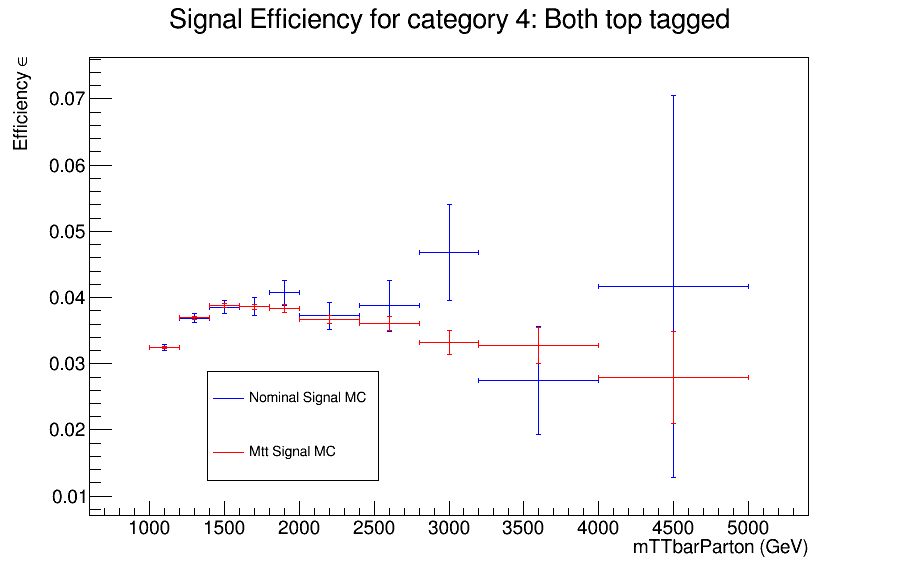 Signal Efficiency for category 4: Both top tagged
Efficiency ∈
0.07
0.06
0.05
0.04
0.03
0.02
0.01
Nominal Signal MC
Mtt Signal MC
1000 1500 2000 2500 3000 3500 4000 4500 5000
mTTbarParton (GeV)